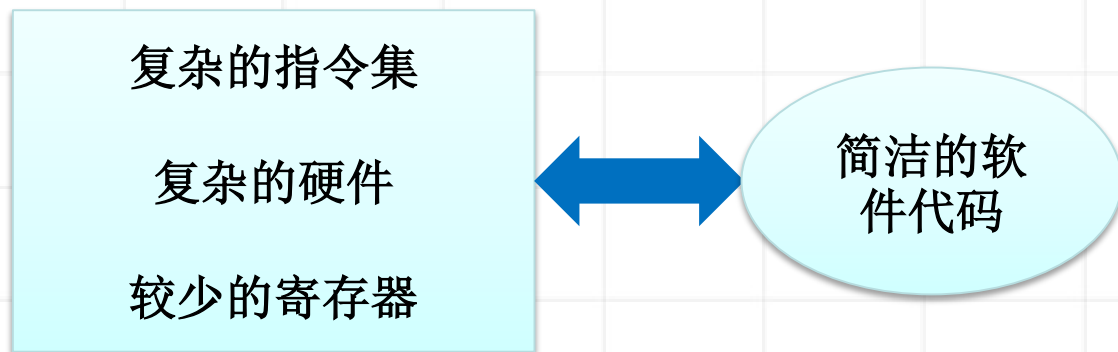 复杂的指令集
复杂的硬件
较少的寄存器
简洁的软
件代码